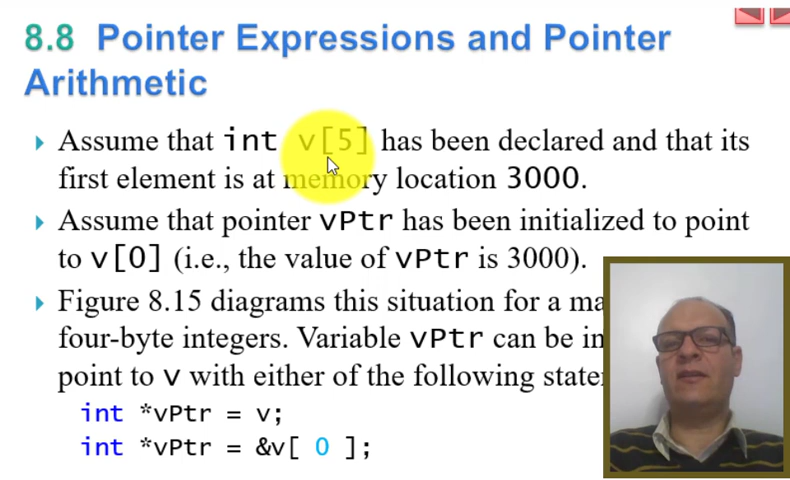 8.8 Pointer Expressions and Pointer
Arithmetic
Assume that int v[5] has been declared and that its
first element is at memory location 3000.
Assume that pointer vPtr has been initialized to point
to v[0] (i.e., the value of vPtr is 3000).
Figure 8.15 diagrams this situation for a
four-byte integers. Variable vPtr can be
point to v with either of the following
int *vPtr = v;
int *vPtr = &v[ 0 ];